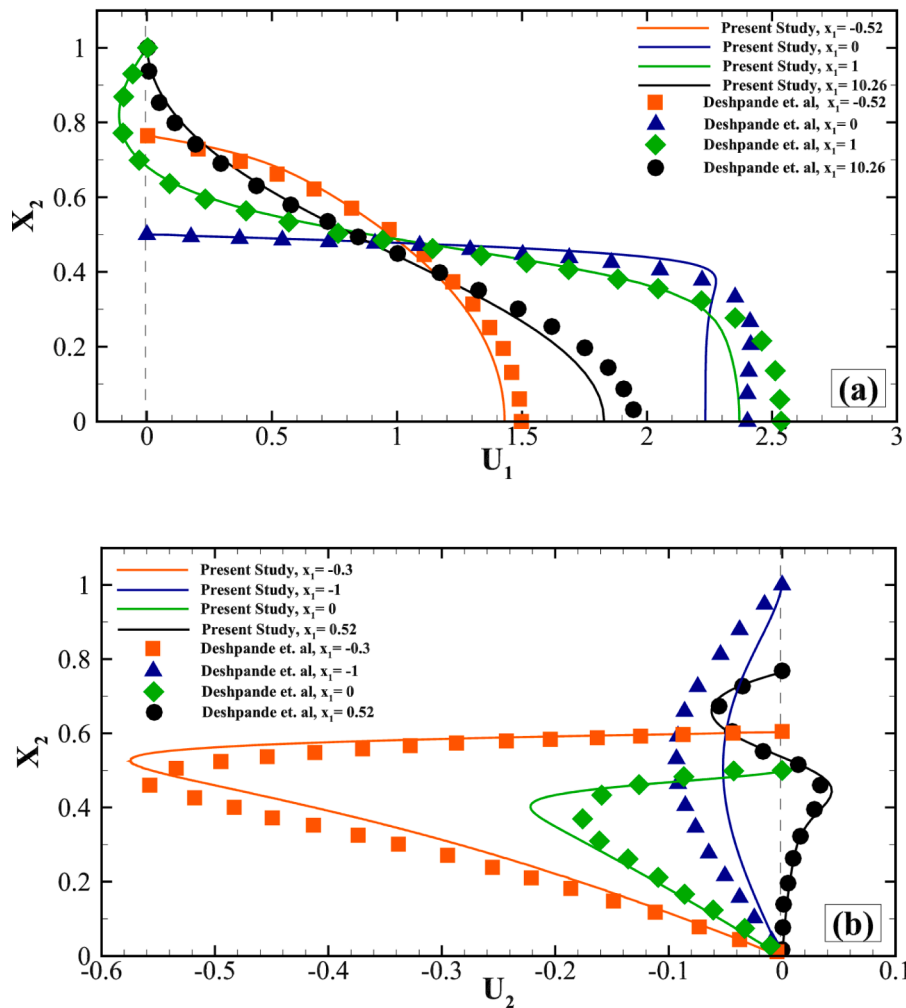 Present Study, x1= -0.52
Present Study, x1= 0
Present Study, x1= 1
Present Study, x1= 10.26
Deshpande et. al, x1= -0.52
Deshpande et. al, x1= 0
Deshpande et. al, x1= 1
Deshpande et. al, x1= 10.26
1
0.8
0.6
0.4
0.2
0
X2
(a)
0 0.5 1 1.5 2 2.5 3
U1
Present Study, x1= -0.3
Present Study, x1= -1
Present Study, x1= 0
Present Study, x1= 0.52
Deshpande et. al, x1= -0.3
Deshpande et. al, x1= -1
Deshpande et. al, x1= 0
Deshpande et. al, x1= 0.52
1
0.8
0.6
0.4
0.2
0
X2
(b)
-0.6 -0.5 -0.4 -0.3 -0.2 -0.1 0 0.1
U2